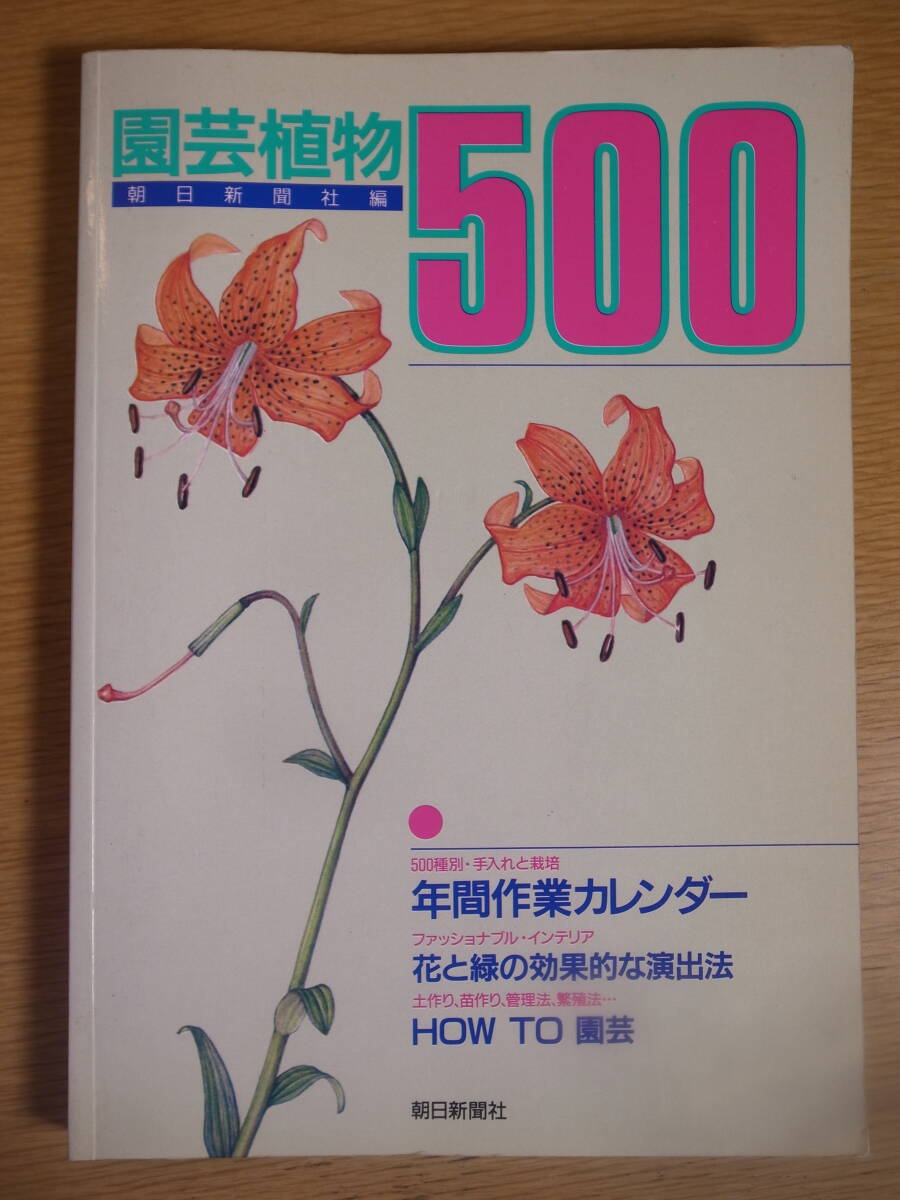 園芸植物
500
朝日新聞社編
500種別・手入れと栽培
年間作業カレンダー
ファッショナブル・インテリア
花と緑の効果的な演出法
土作り、苗作り、管理法、繁殖法…
HOW TO 園芸
朝日新聞社